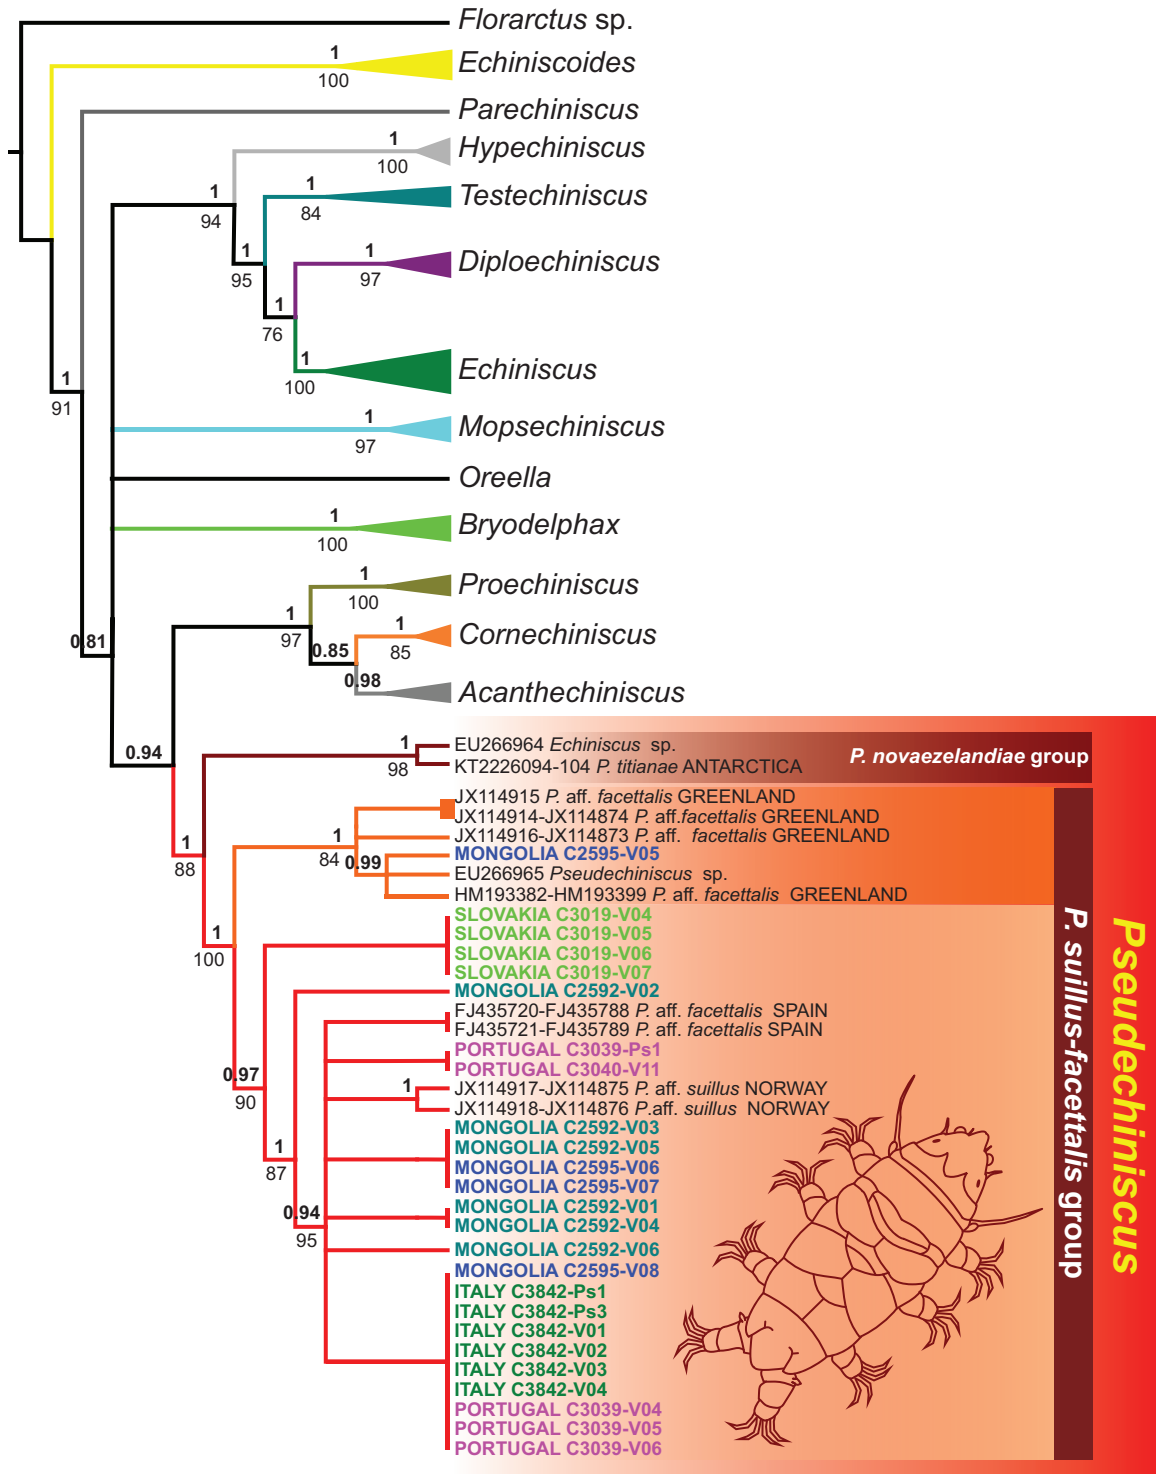 Florarctus sp.
1
Echiniscoides
100
Parechiniscus
1
Hypechiniscus
100
1
94
1
Testechiniscus
84
1
95
1
Diploechiniscus
97
1
76
1
Echiniscus
100
1
91
1
Mopsechiniscus
97
Oreella
1
Bryodelphax
100
1
Proechiniscus
100
1
97
1
Cornechiniscus
85
0.81
0.85
0.98
Acanthechiniscus
0.94
1
98
EU266964 Echiniscus sp.
KT2226094-104 P. titianae ANTARCTICA
P. novaezelandiae group
JX114915 P. aff. facettalis GREENLAND
JX114914-JX114874 P. aff.facettalis GREENLAND
JX114916-JX114873 P. aff. facettalis GREENLAND
1
84
0.99
MONGOLIA C2595-V05
EU266965 Pseudechiniscus sp.
HM193382-HM193399 P. aff. facettalis GREENLAND
1
88
1
100
SLOVAKIA C3019-V04
SLOVAKIA C3019-V05
SLOVAKIA C3019-V06
SLOVAKIA C3019-V07
MONGOLIA C2592-V02
FJ435720-FJ435788 P. aff. facettalis SPAIN
FJ435721-FJ435789 P. aff. facettalis SPAIN
PORTUGAL C3039-Ps1
PORTUGAL C3040-V11
0.97
90
1
JX114917-JX114875 P. aff. suillus NORWAY
JX114918-JX114876 P.aff. suillus NORWAY
MONGOLIA C2592-V03
MONGOLIA C2592-V05
MONGOLIA C2595-V06
MONGOLIA C2595-V07
1
87
MONGOLIA C2592-V01
MONGOLIA C2592-V04
0.94
95
MONGOLIA C2592-V06
MONGOLIA C2595-V08
ITALY C3842-Ps1
ITALY C3842-Ps3
ITALY C3842-V01
ITALY C3842-V02
ITALY C3842-V03
ITALY C3842-V04
PORTUGAL C3039-V04
PORTUGAL C3039-V05
PORTUGAL C3039-V06
P. suillus-facettalis group
Pseudechiniscus